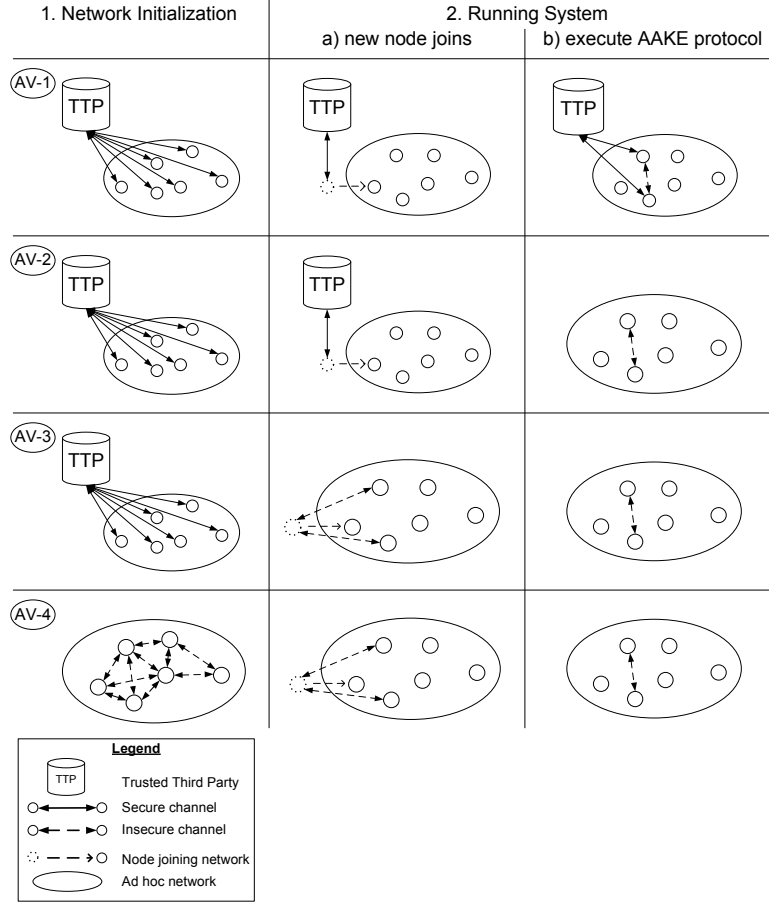 1. Network Initialization
2. Running System
a) new node joins
b) execute AAKE protocol
AV-1
TTP
TTP
TTP
AV-2
TTP
TTP
AV-3
TTP
AV-4
Legend
TTP
Trusted Third Party
Secure channel
Insecure channel
Node joining network
Ad hoc network